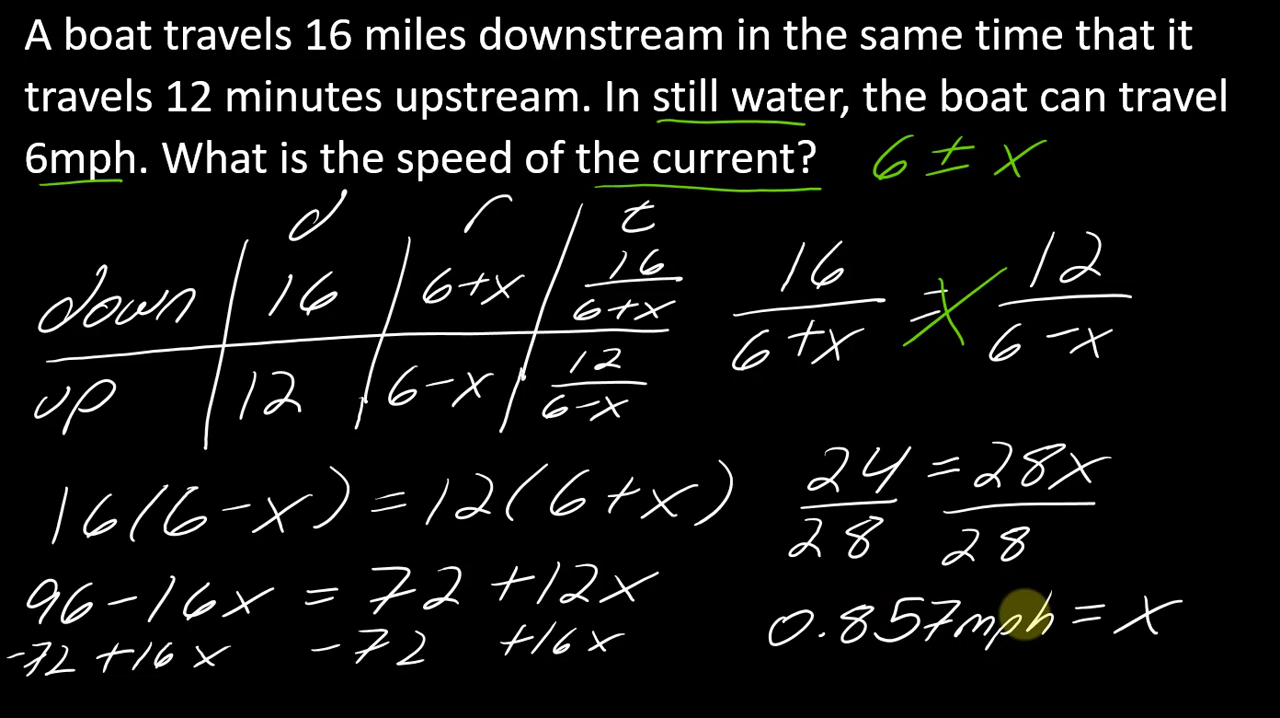 A boat travels 16 miles downstream in the same time that it
travels 12 minutes upstream. In still water, the boat can travel
6mph. What is the speed of the current? 6 ± x
d r t
down 16 6+x 16/(6+x)
up 12 6-x 12/(6-x)
16/(6+x) = 12/(6-x)
16(6-x) = 12(6+x)
96-16x = 72 +12x
-72 +16x -72 +16x
24 = 28x
28 28
0.857mph = x